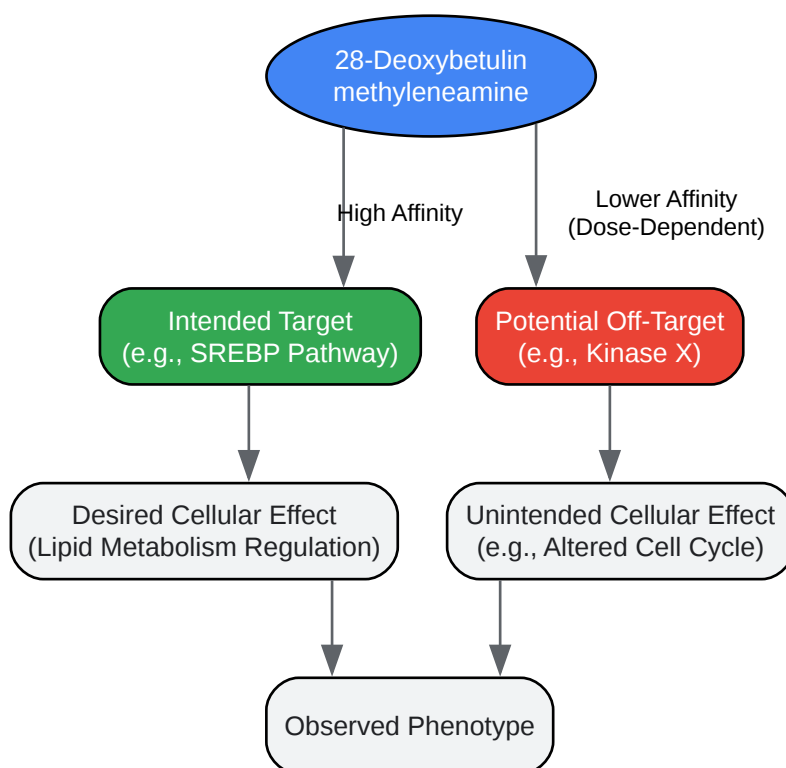 28-Deoxybetulin
methyleneamine
High Affinity
Lower Affinity
(Dose-Dependent)
Intended Target
(e.g., SREBP Pathway)
Potential Off-Target
(e.g., Kinase X)
Desired Cellular Effect
(Lipid Metabolism Regulation)
Unintended Cellular Effect
(e.g., Altered Cell Cycle)
Observed Phenotype